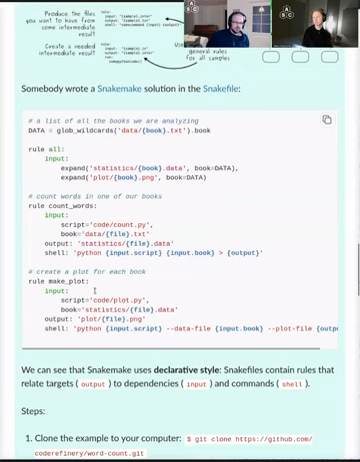 Produce the files
you want to have from
some intermediate
result
Create a needed
intermediate result
general rules
for all samples
Somebody wrote a Snakemake solution in the Snakefile:
# a list of all the books we are analyzing
DATA = glob_wildcards('data/{book}.txt').book
rule all:
input:
expand('statistics/{book}.data', book=DATA),
expand('plot/{book}.png', book=DATA)
# count words in one of our books
rule count_words:
input:
script='code/count.py',
book='data/{file}.txt'
output: 'statistics/{file}.data'
shell: 'python {input.script} {input.book} > {output}'
# create a plot for each book
rule make_plot:
input:
script='code/plot.py',
book='statistics/{file}.data'
output: 'plot/{file}.png'
shell: 'python {input.script} --data-file {input.book} --plot-file {outp
We can see that Snakemake uses declarative style: Snakefiles contain rules that
relate targets ( output ) to dependencies ( input ) and commands ( shell ).
Steps:
1. Clone the example to your computer: $ git clone https://github.com/
coderefinery/word-count.git